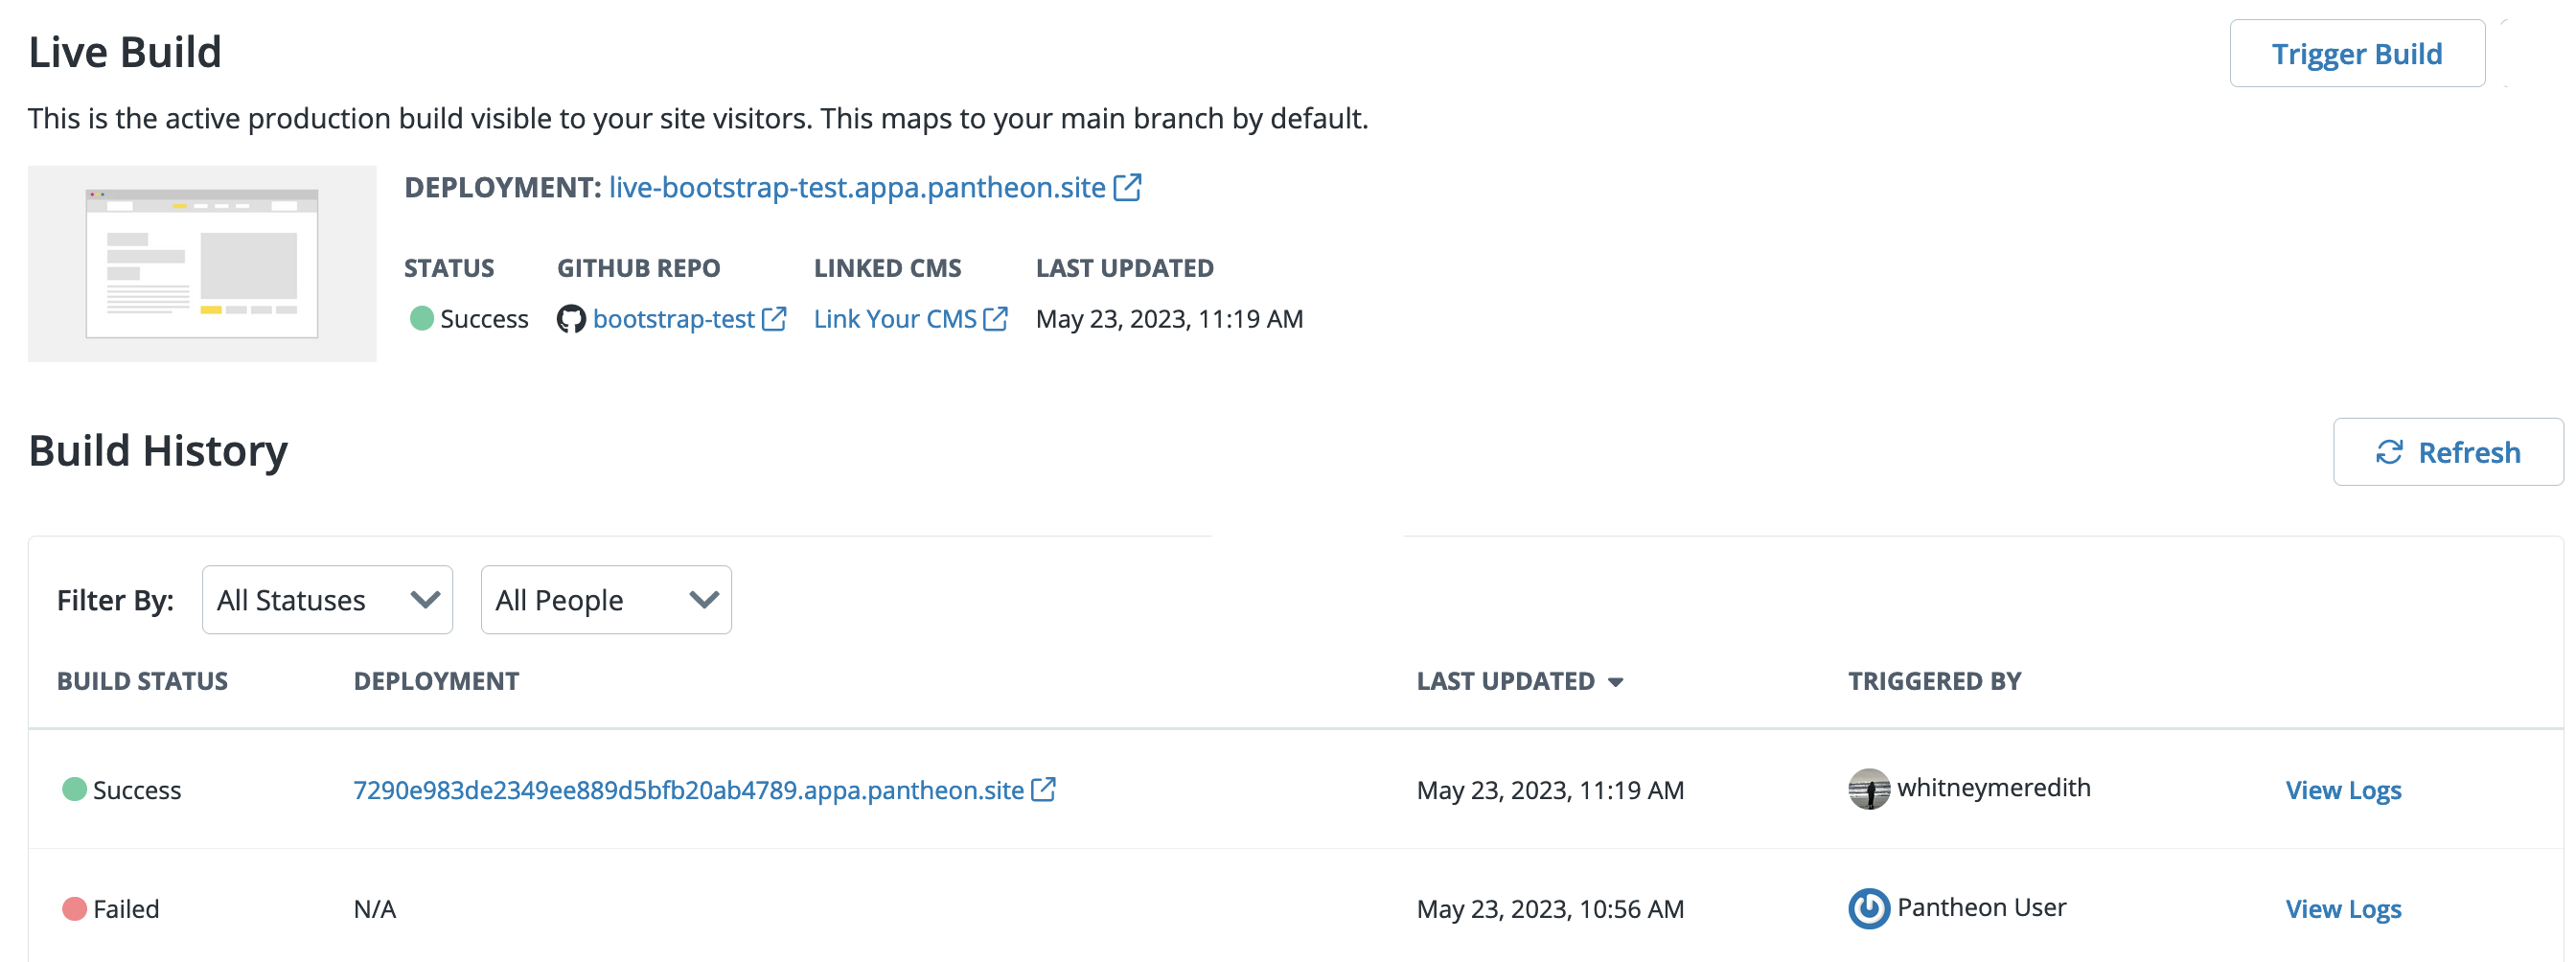 Live Build
Trigger Build
This is the active production build visible to your site visitors. This maps to your main branch by default.
DEPLOYMENT: live-bootstrap-test.appa.pantheon.site
STATUS GITHUB REPO LINKED CMS LAST UPDATED
Success bootstrap-test Link Your CMS May 23, 2023, 11:19 AM
Build History
Refresh
Filter By: All Statuses All People
BUILD STATUS DEPLOYMENT LAST UPDATED TRIGGERED BY
Success 7290e983de2349ee889d5bfb20ab4789.appa.pantheon.site May 23, 2023, 11:19 AM whitneymeredith View Logs
Failed N/A May 23, 2023, 10:56 AM Pantheon User View Logs